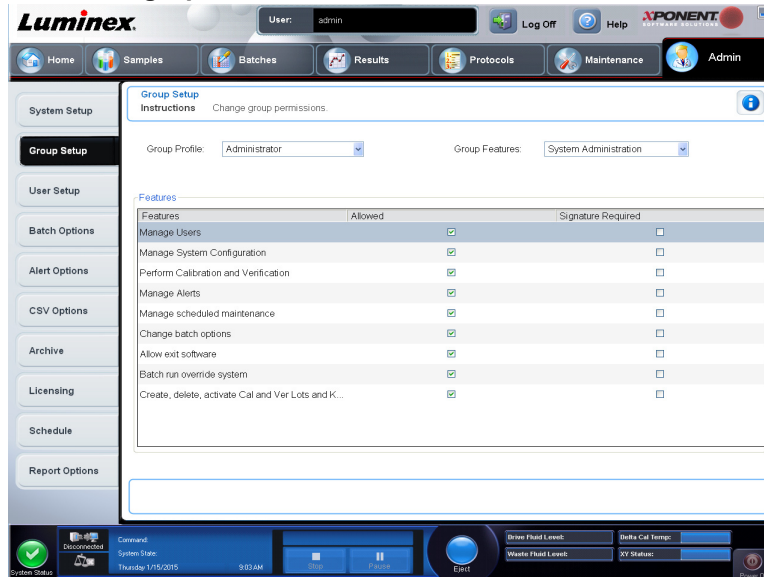 Luminex.
User: admin
Log Off
Help
XPONENT
SOFTWARE SOLUTIONS
Home
Samples
Batches
Results
Protocols
Maintenance
Admin
System Setup
Group Setup
User Setup
Batch Options
Alert Options
CSV Options
Archive
Licensing
Schedule
Report Options
Group Setup
Instructions Change group permissions.
Group Profile: Administrator
Group Features: System Administration
Features
Features Allowed Signature Required
Manage Users
Manage System Configuration
Perform Calibration and Verification
Manage Alerts
Manage scheduled maintenance
Change batch options
Allow exit software
Batch run override system
Create, delete, activate Cal and Ver Lots and K...
System Status
Disconnected
Command:
System State:
Thursday 1/15/2015 9:03 AM
Stop
Pause
Eject
Drive Fluid Level:
Waste Fluid Level:
Delta Cal Temp:
XY Status: